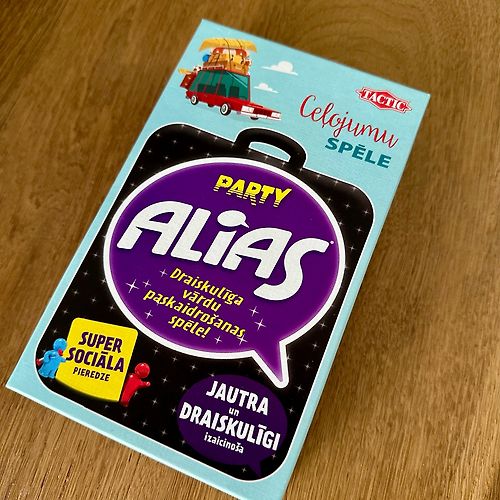 TACTIC
Ceļojumu
SPĒLE
PARTY
ALIAS
Draiskulīga
vārdu
paskaidrošanas
spēle!
SUPER
SOCIĀLA
PIEREDZE
JAUTRA
un
DRAISKULĪGI
izaicinoša